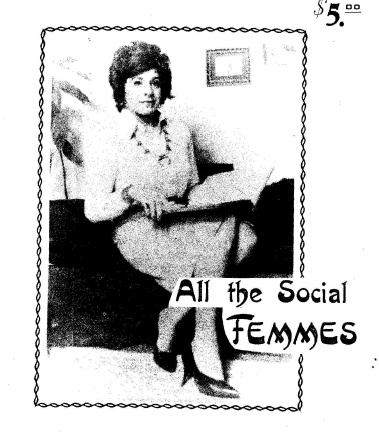 $5.00
All the Social
FEMMES